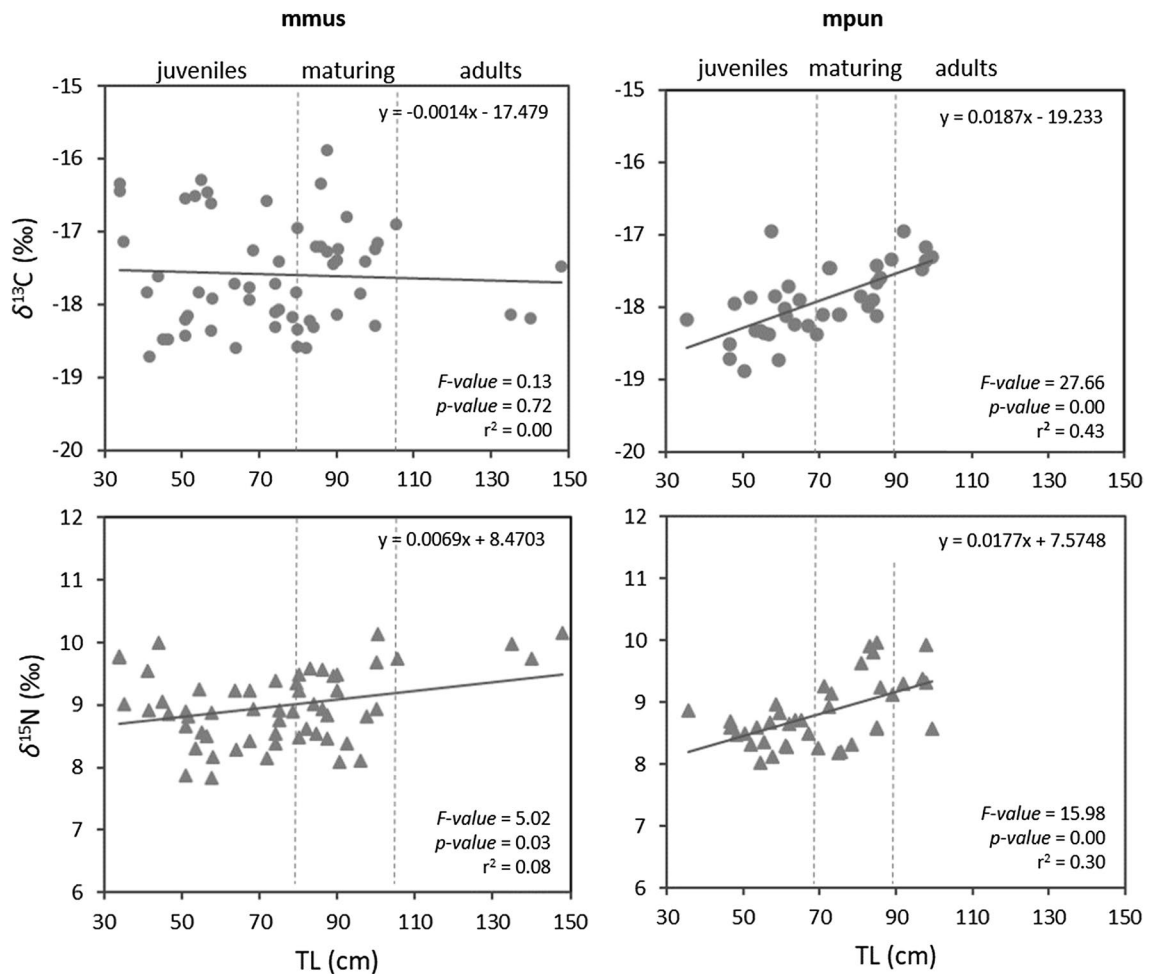 mmus
mpun
juveniles maturing adults
juveniles maturing adults
y = -0.0014x - 17.479
y = 0.0187x - 19.233
δ13C (‰)
-15
-16
-17
-18
-19
-20
-15
-16
-17
-18
-19
-20
F-value = 0.13
p-value = 0.72
r² = 0.00
F-value = 27.66
p-value = 0.00
r² = 0.43
30 50 70 90 110 130 150
30 50 70 90 110 130 150
y = 0.0069x + 8.4703
y = 0.0177x + 7.5748
δ15N (‰)
12
11
10
9
8
7
6
12
11
10
9
8
7
6
F-value = 5.02
p-value = 0.03
r² = 0.08
F-value = 15.98
p-value = 0.00
r² = 0.30
30 50 70 90 110 130 150
30 50 70 90 110 130 150
TL (cm)
TL (cm)